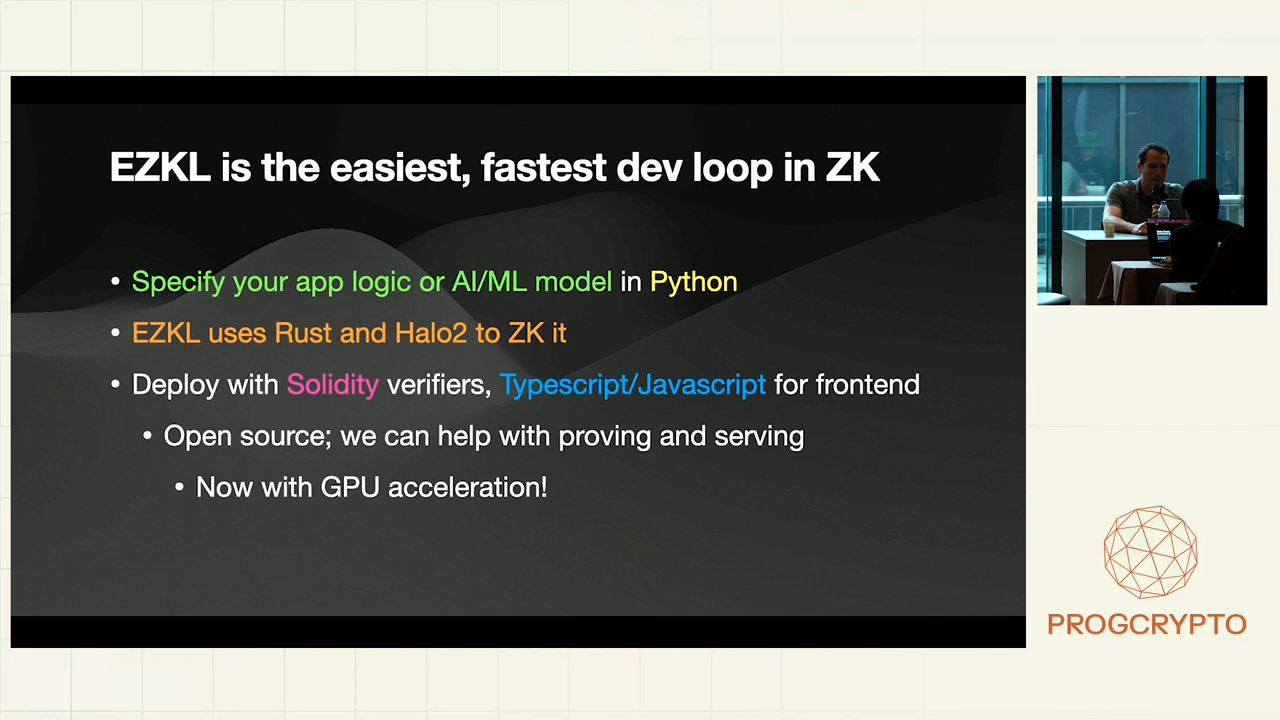 EZKL is the easiest, fastest dev loop in ZK
• Specify your app logic or AI/ML model in Python
• EZKL uses Rust and Halo2 to ZK it
• Deploy with Solidity verifiers, Typescript/Javascript for frontend
• Open source; we can help with proving and serving
• Now with GPU acceleration!
PROGCRYPTO